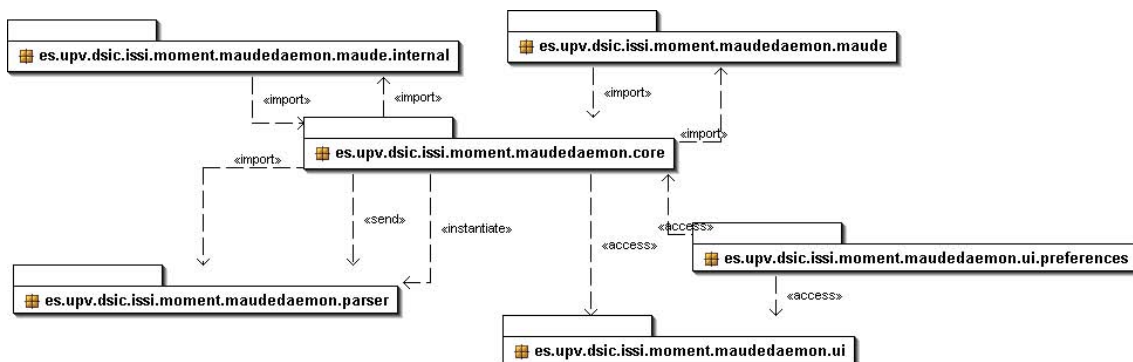 es.upv.dsic.issi.moment.maudedaemon.maude.internal
es.upv.dsic.issi.moment.maudedaemon.maude
«import»
«import»
«import»
«import»
es.upv.dsic.issi.moment.maudedaemon.core
«import»
«send»
«instantiate»
«access»
«access»
es.upv.dsic.issi.moment.maudedaemon.ui.preferences
es.upv.dsic.issi.moment.maudedaemon.parser
«access»
es.upv.dsic.issi.moment.maudedaemon.ui